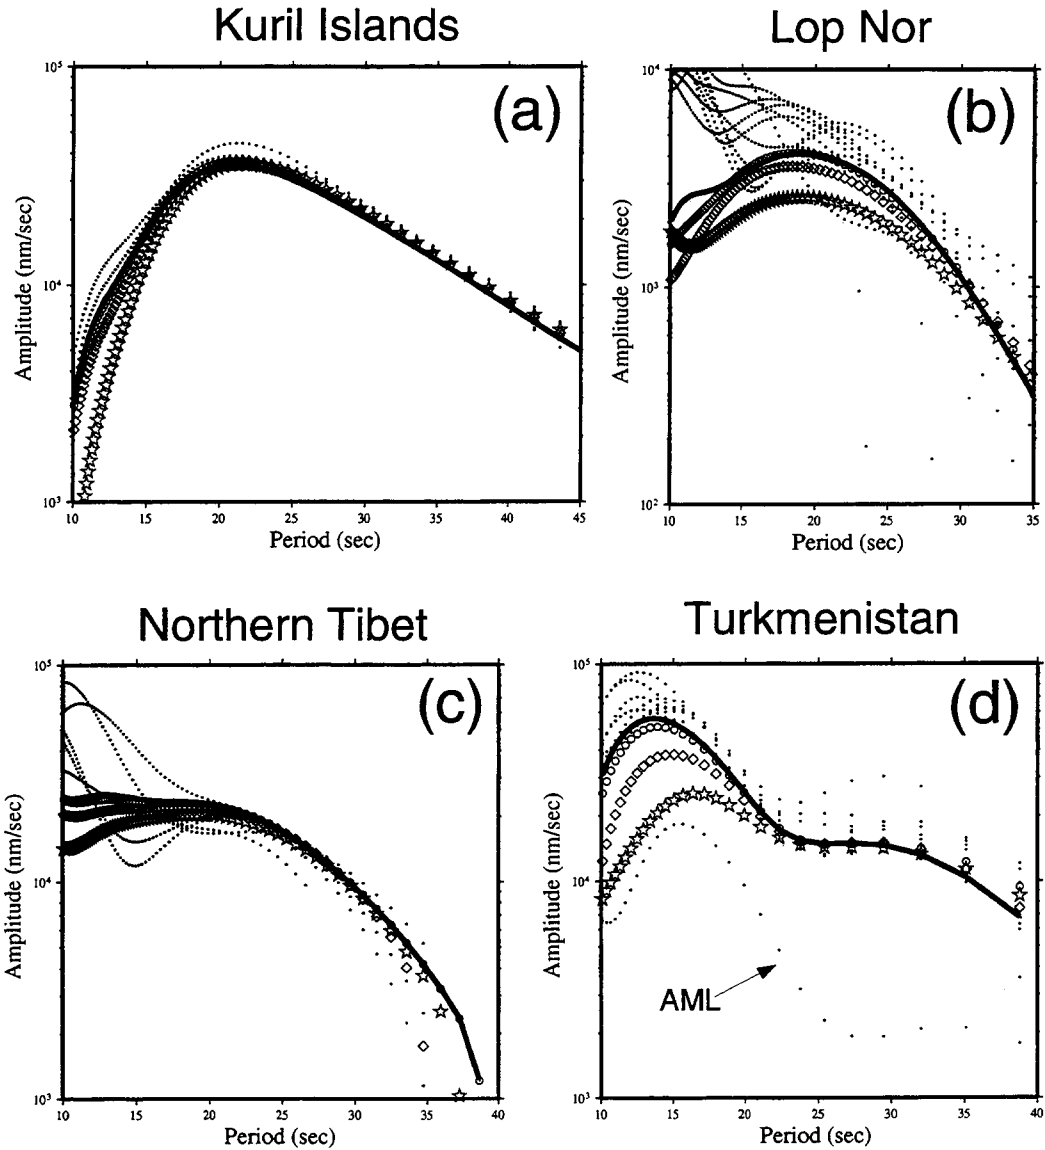 Kuril Islands
Lop Nor
(a)
(b)
10⁵
10⁴
10³
Amplitude (nm/sec)
10 15 20 25 30 35 40 45
Period (sec)
10⁴
10³
10²
Amplitude (nm/sec)
10 15 20 25 30 35
Period (sec)
Northern Tibet
Turkmenistan
(c)
(d)
10⁵
10⁴
10³
Amplitude (nm/sec)
10 15 20 25 30 35 40
Period (sec)
10⁵
10⁴
10³
Amplitude (nm/sec)
AML
10 15 20 25 30 35 40
Period (sec)